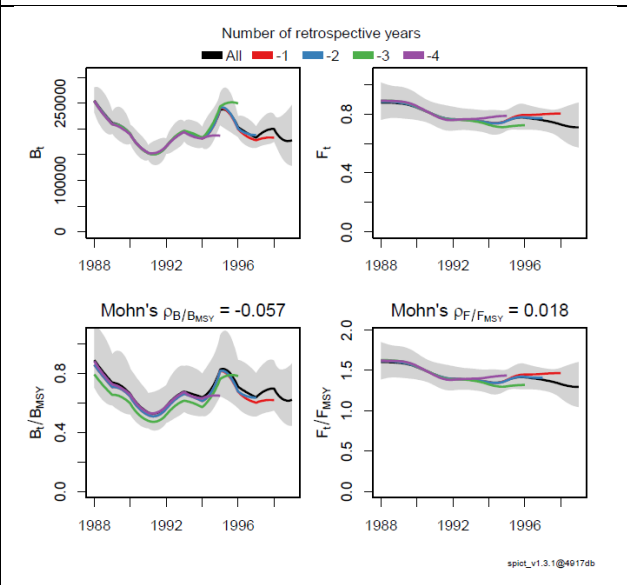 Number of retrospective years
All -1 -2 -3 -4
Bt
0 100000 250000
1988 1992 1996
Ft
0.0 0.4 0.8
1988 1992 1996
Mohn's ρB/BMSY = -0.057
Bt/BMSY
0.0 0.4 0.8
1988 1992 1996
Mohn's ρF/FMSY = 0.018
Ft/FMSY
0.0 0.5 1.0 1.5 2.0
1988 1992 1996
spict_v1.3.1@4917db